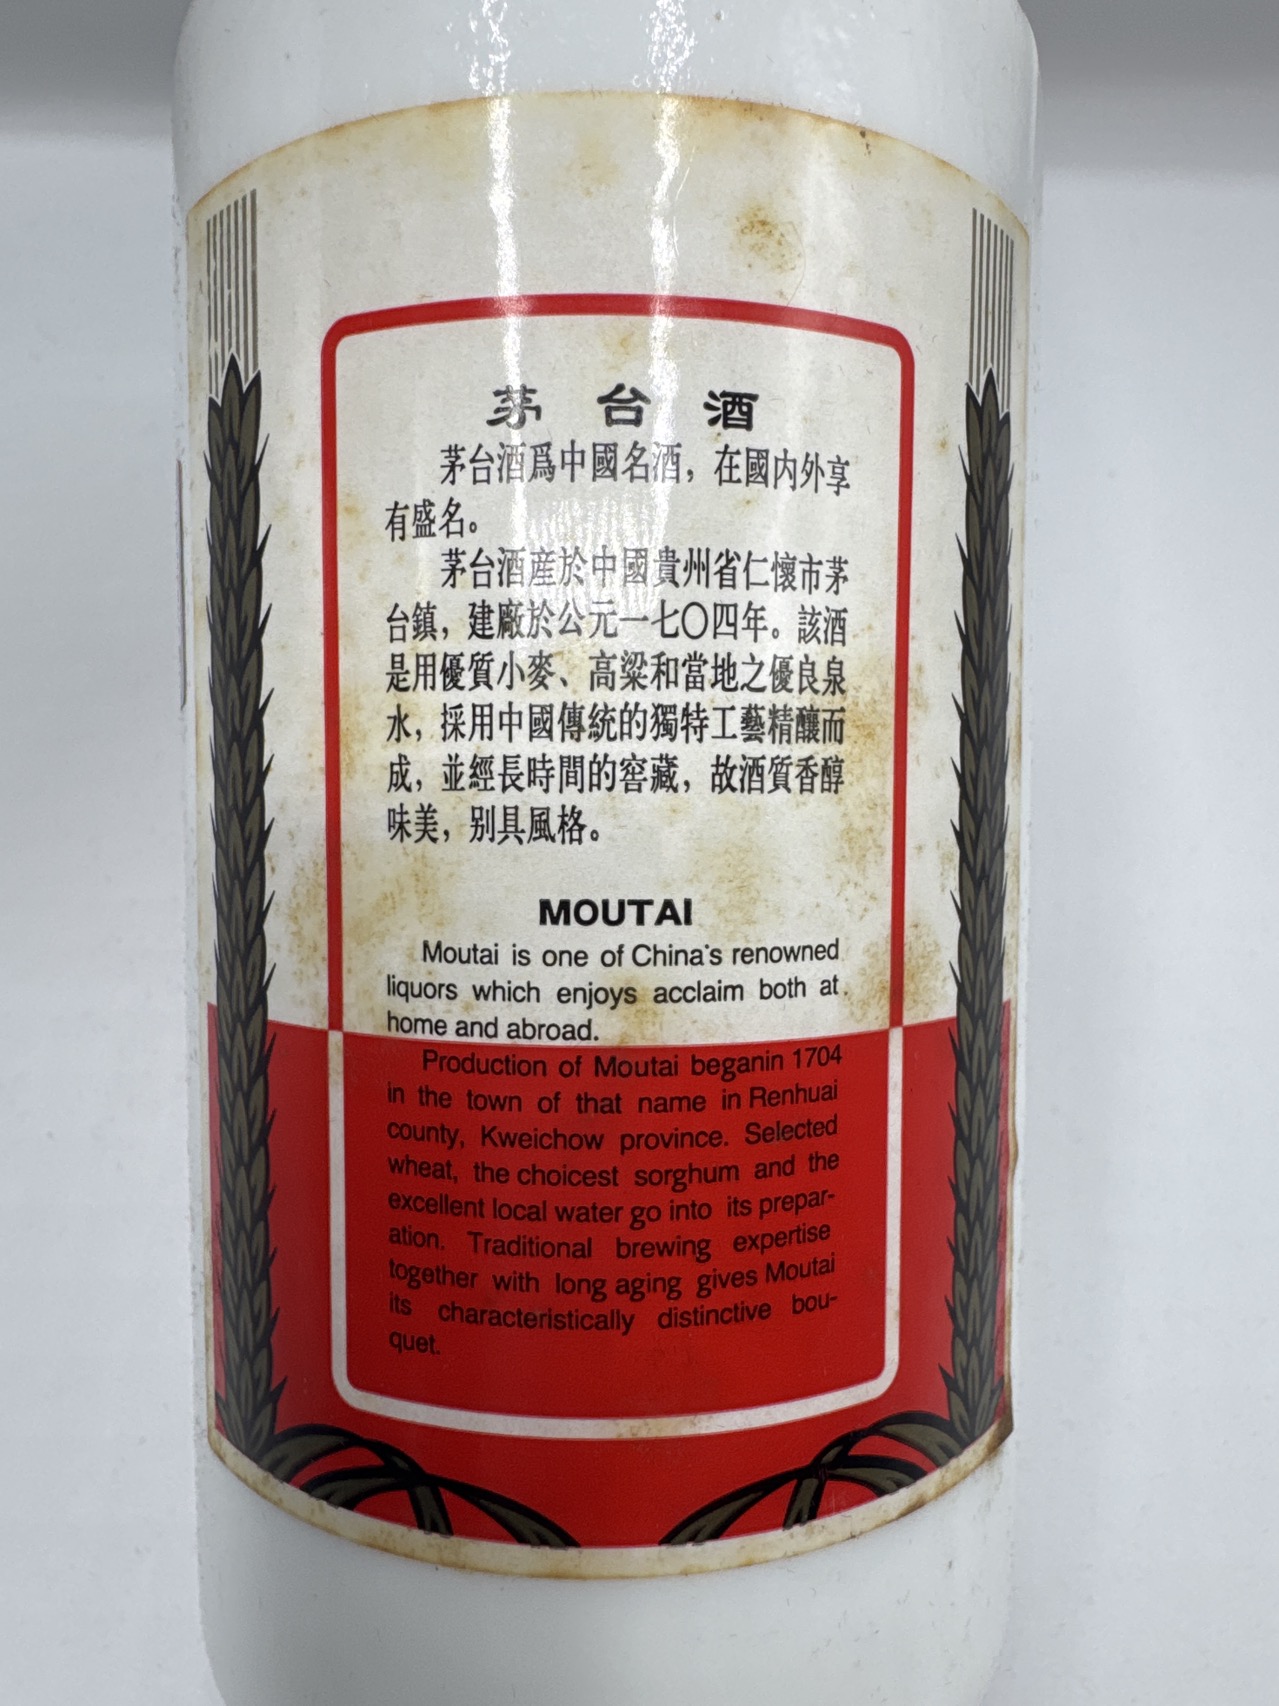 茅台酒
茅台酒爲中國名酒，在國内外享
有盛名。
茅台酒産於中國貴州省仁懷市茅
台鎮，建廠於公元一七〇四年。該酒
是用優質小麥、高粱和當地之優良泉
水，採用中國傳統的獨特工藝精釀而
成，並經長時間的窖藏，故酒質香醇
味美，别具風格。
MOUTAI
Moutai is one of China's renowned
liquors which enjoys acclaim both at
home and abroad.
Production of Moutai beganin 1704
in the town of that name in Renhuai
county, Kweichow province. Selected
wheat, the choicest sorghum and the
excellent local water go into its prepar-
ation. Traditional brewing expertise
together with long aging gives Moutai
its characteristically distinctive bou-
quet.